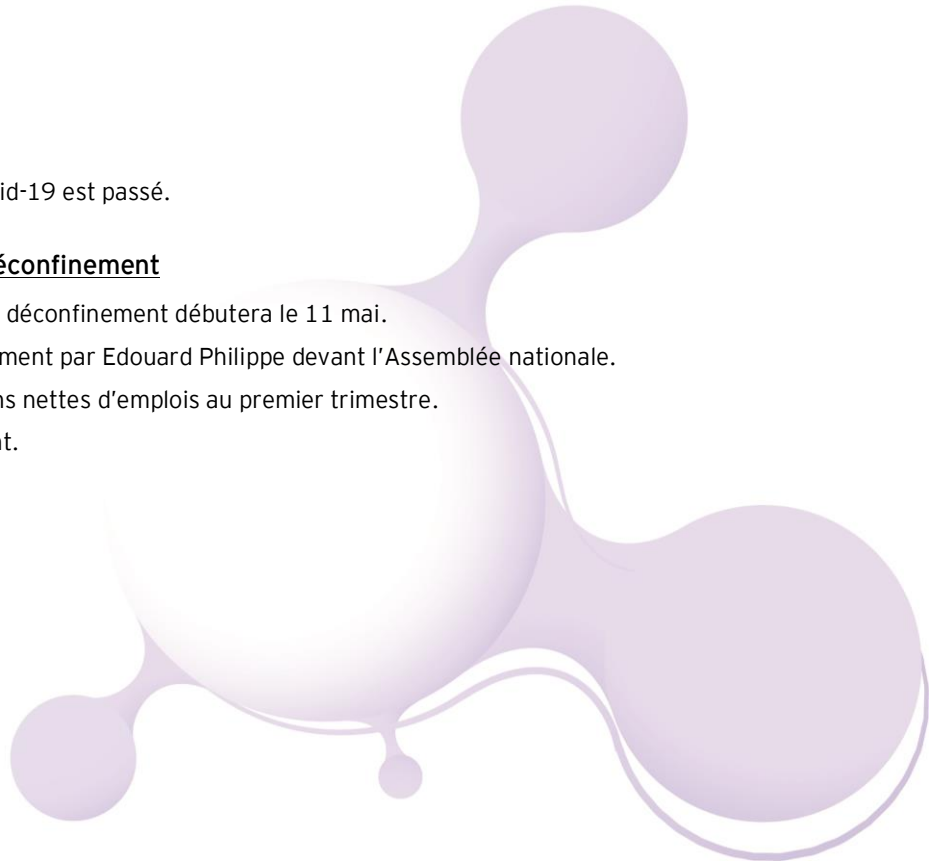 id-19 est passé.
éconfinement
déconfinement débutera le 11 mai.
ment par Edouard Philippe devant l'Assemblée nationale.
ns nettes d'emplois au premier trimestre.
t.